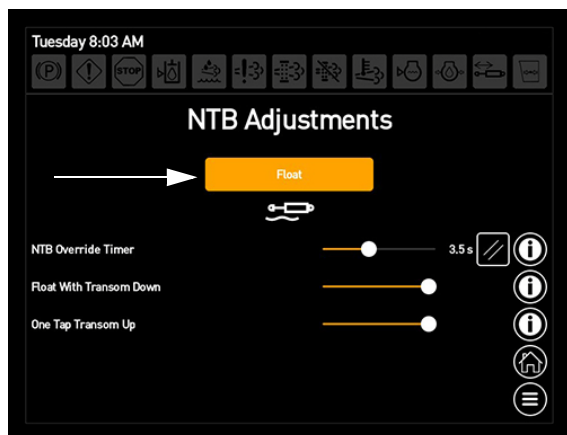 Tuesday 8:03 AM
(P) STOP
NTB Adjustments
Float
NTB Override Timer 3.5 s
Float With Transom Down
One Tap Transom Up